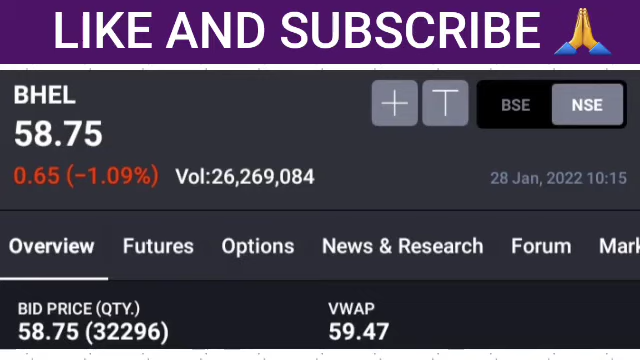 LIKE AND SUBSCRIBE 🙏
BHEL
58.75
0.65 (−1.09%) Vol:26,269,084
BSE NSE
28 Jan, 2022 10:15
Overview Futures Options News & Research Forum Mark
BID PRICE (QTY.) VWAP
58.75 (32296) 59.47